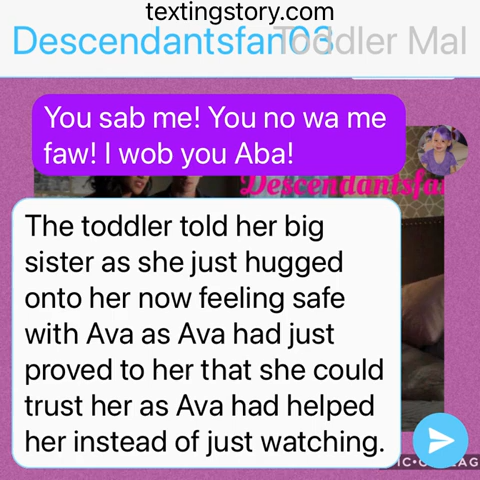 textingstory.com
Descendantsfan03
Toddler Mal
You sab me! You no wa me
faw! I wob you Aba!
Descendantsfa
The toddler told her big
sister as she just hugged
onto her now feeling safe
with Ava as Ava had just
proved to her that she could
trust her as Ava had helped
her instead of just watching.